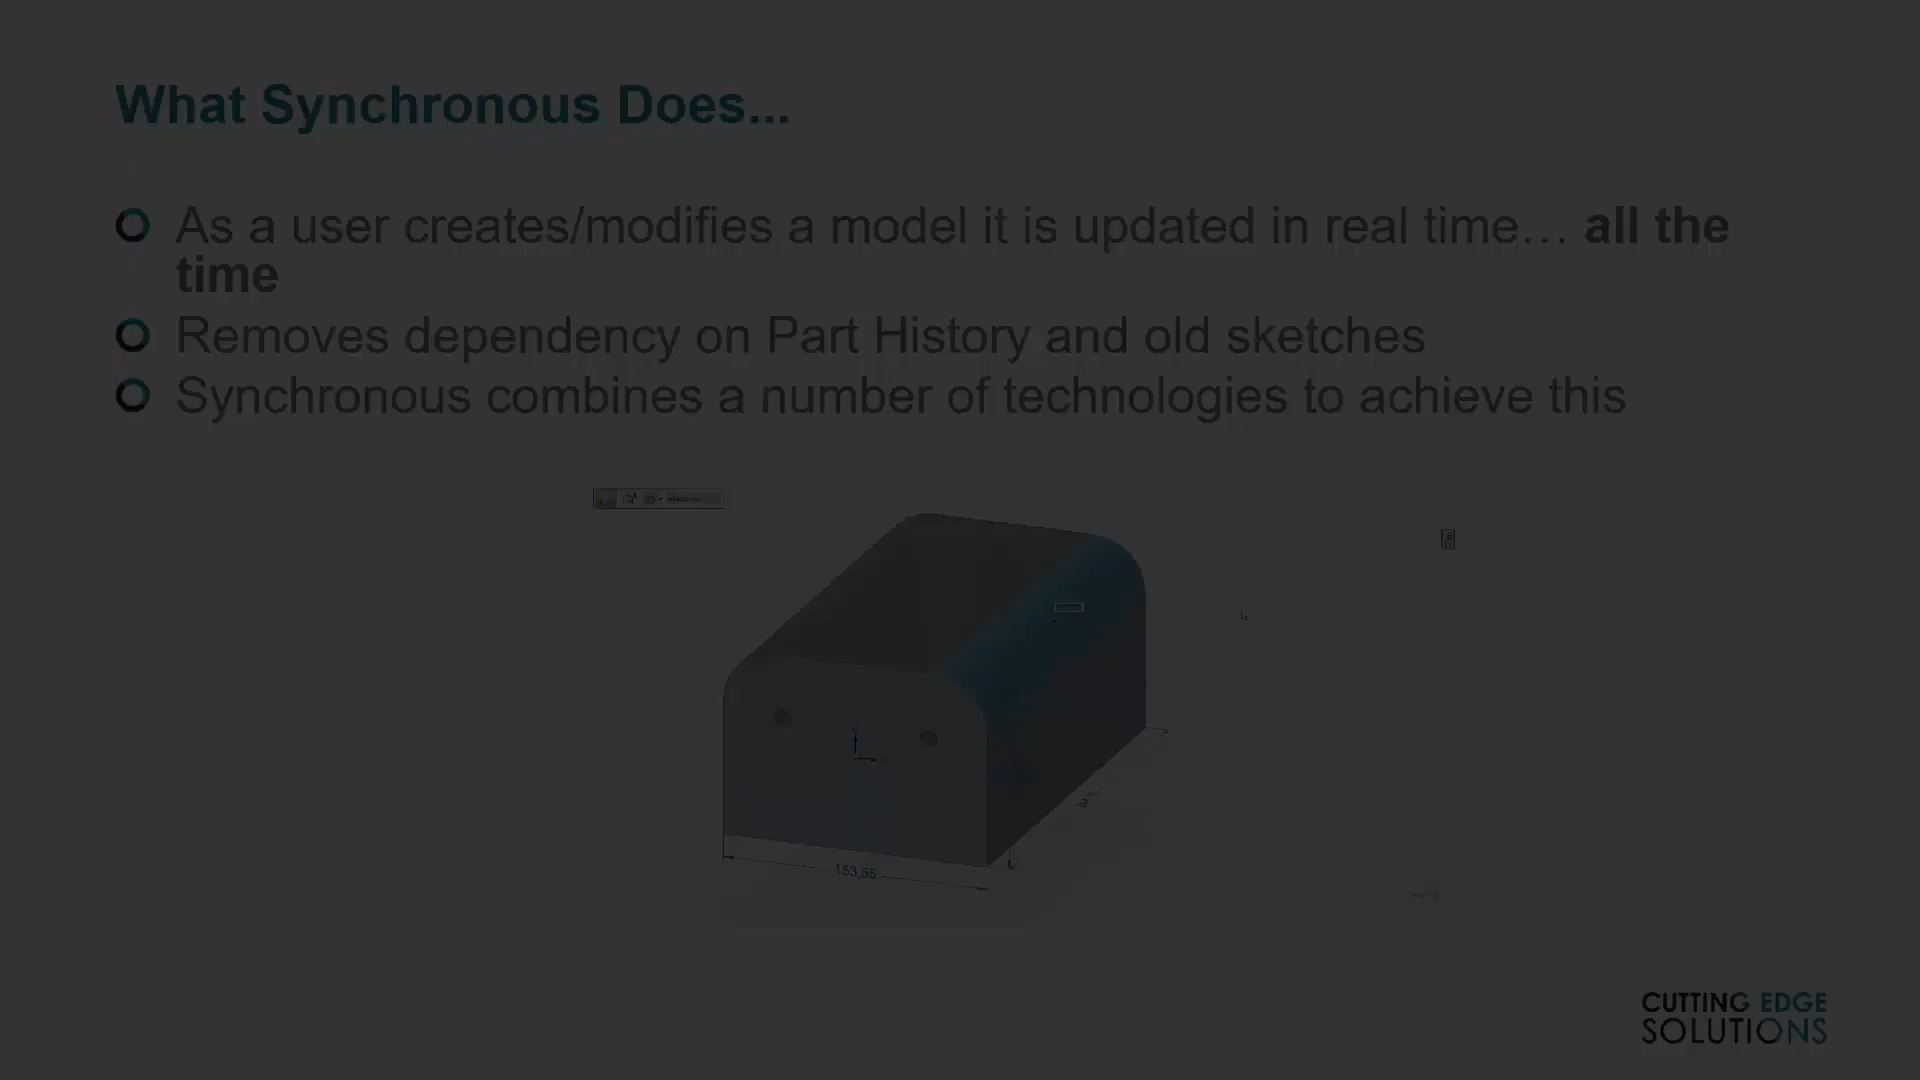 What Synchronous Does...
As a user creates/modifies a model it is updated in real time… all the
time
Removes dependency on Part History and old sketches
Synchronous combines a number of technologies to achieve this
153,65
CUTTING EDGE
SOLUTIONS